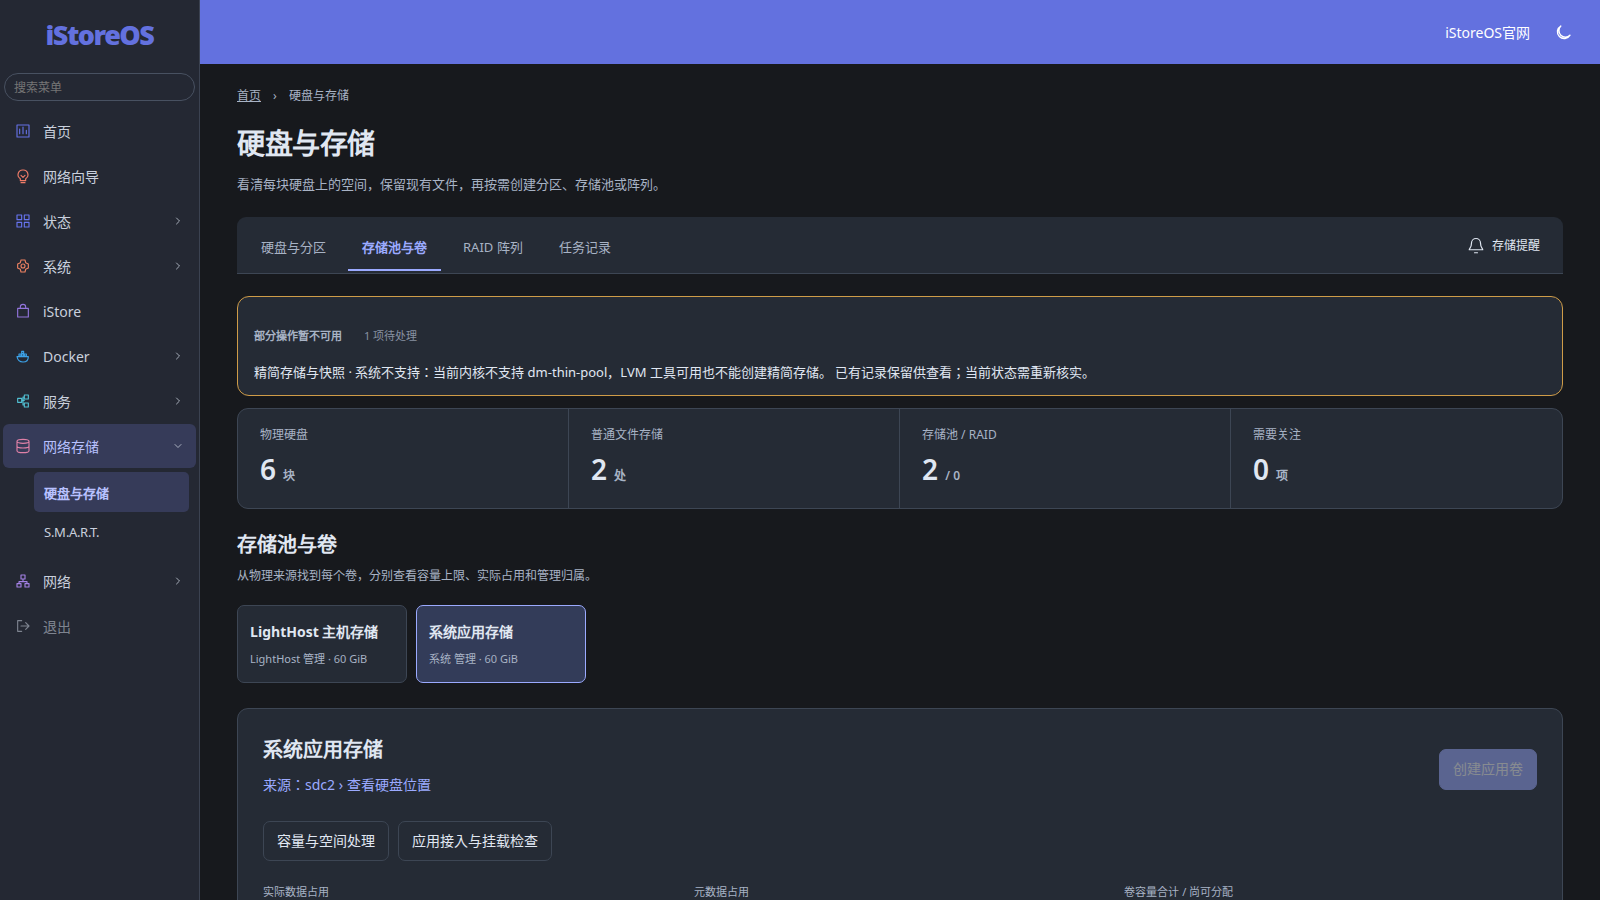 iStoreOS
iStoreOS官网
搜索菜单
首页
网络向导
状态
系统
iStore
Docker
服务
网络存储
硬盘与存储
S.M.A.R.T.
网络
退出
首页 › 硬盘与存储
硬盘与存储
看清每块硬盘上的空间，保留现有文件，再按需创建分区、存储池或阵列。
硬盘与分区 存储池与卷 RAID 阵列 任务记录 存储提醒
部分操作暂不可用 1 项待处理
精简存储与快照 · 系统不支持：当前内核不支持 dm-thin-pool，LVM 工具可用也不能创建精简存储。 已有记录保留供查看；当前状态需重新核实。
物理硬盘 普通文件存储 存储池 / RAID 需要关注
6 块 2 处 2 / 0 0 项
存储池与卷
从物理来源找到每个卷，分别查看容量上限、实际占用和管理归属。
LightHost 主机存储 系统应用存储
LightHost 管理 · 60 GiB 系统 管理 · 60 GiB
系统应用存储
来源：sdc2 › 查看硬盘位置
创建应用卷
容量与空间处理 应用接入与挂载检查
实际数据占用 元数据占用 卷容量合计 / 尚可分配